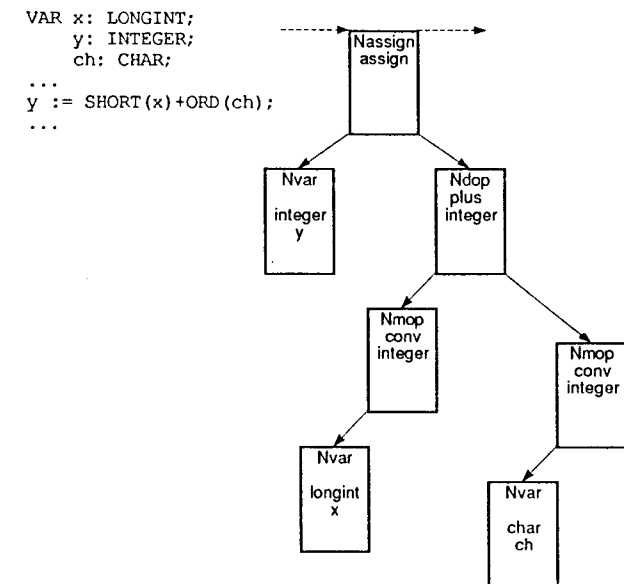 VAR x: LONGINT;
y: INTEGER;
ch: CHAR;
...
y := SHORT(x)+ORD(ch);
...
Nassign
assign
Nvar
integer
y
Ndop
plus
integer
Nmop
conv
integer
Nmop
conv
integer
Nvar
longint
x
Nvar
char
ch